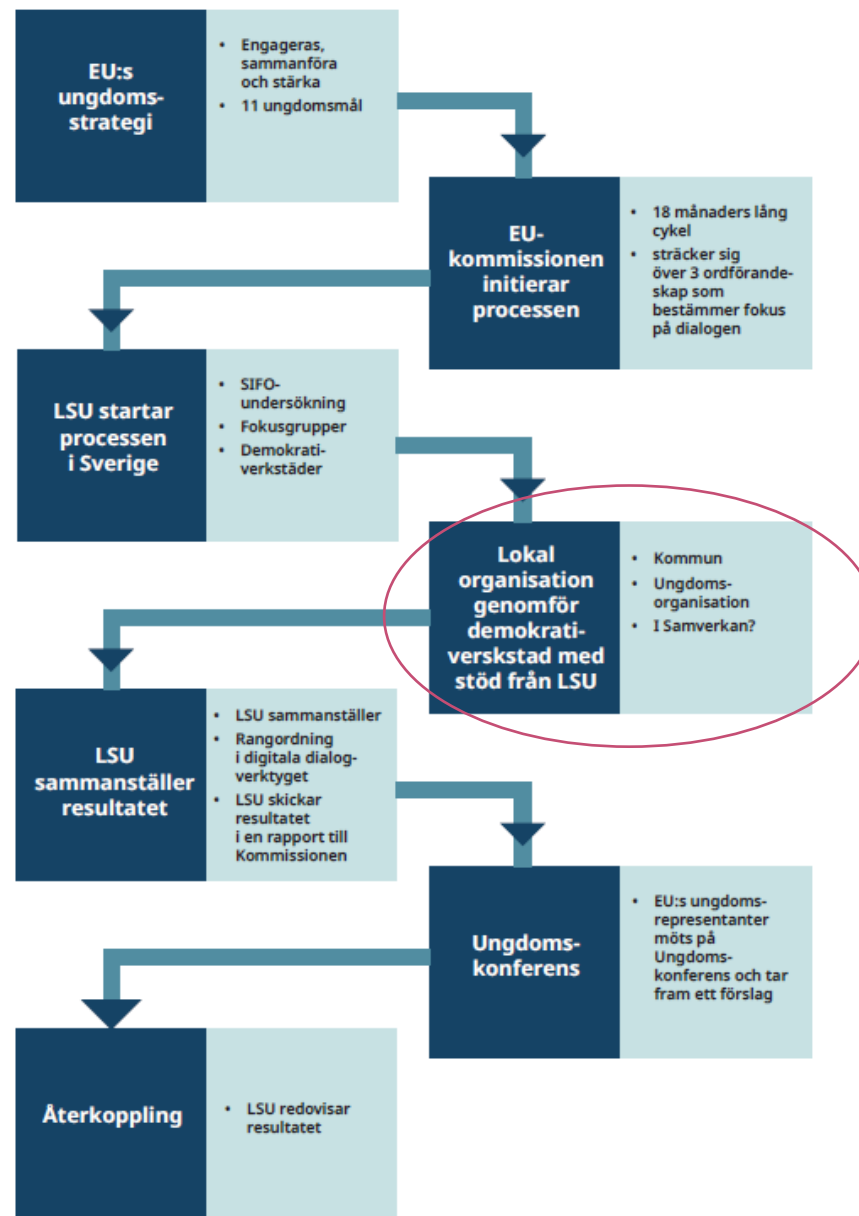 EU:s
ungdoms-
strategi
• Engageras,
sammanföra
och stärka
• 11 ungdomsmål
EU-
kommissionen
initierar
processen
• 18 månaders lång
cykel
• sträcker sig
över 3 ordförande-
skap som
bestämmer fokus
på dialogen
LSU startar
processen
i Sverige
• SIFO-
undersökning
• Fokusgrupper
• Demokrati-
verkstäder
Lokal
organisation
genomför
demokrati-
verskstad med
stöd från LSU
• Kommun
• Ungdoms-
organisation
• I Samverkan?
LSU
sammanställer
resultatet
• LSU sammanställer
• Rangordning
i digitala dialog-
verktyget
• LSU skickar
resultatet
i en rapport till
Kommissionen
Ungdoms-
konferens
• EU:s ungdoms-
representanter
möts på
Ungdoms-
konferens och tar
fram ett förslag
Återkoppling
• LSU redovisar
resultatet